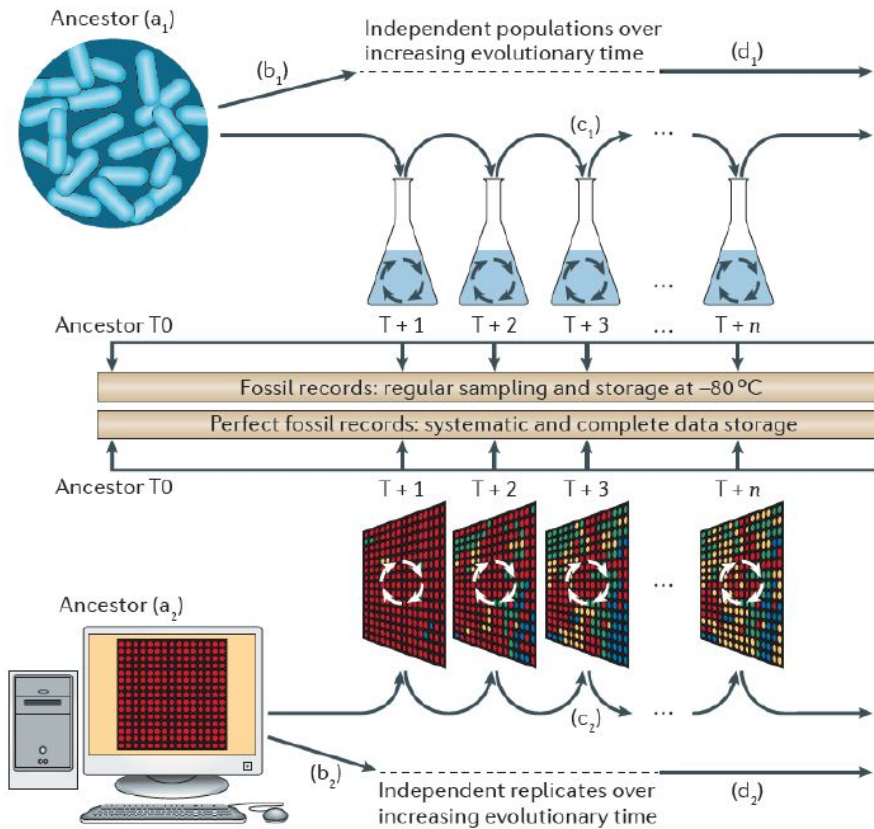 Ancestor (a₁)
Independent populations over
increasing evolutionary time
(b₁)
(d₁)
(c₁)
...
...
Ancestor T0
T + 1
T + 2
T + 3
...
T + n
Fossil records: regular sampling and storage at –80 °C
Perfect fossil records: systematic and complete data storage
Ancestor T0
T + 1
T + 2
T + 3
T + n
...
Ancestor (a₂)
(c₂)
...
(b₂)
Independent replicates over
increasing evolutionary time
(d₂)